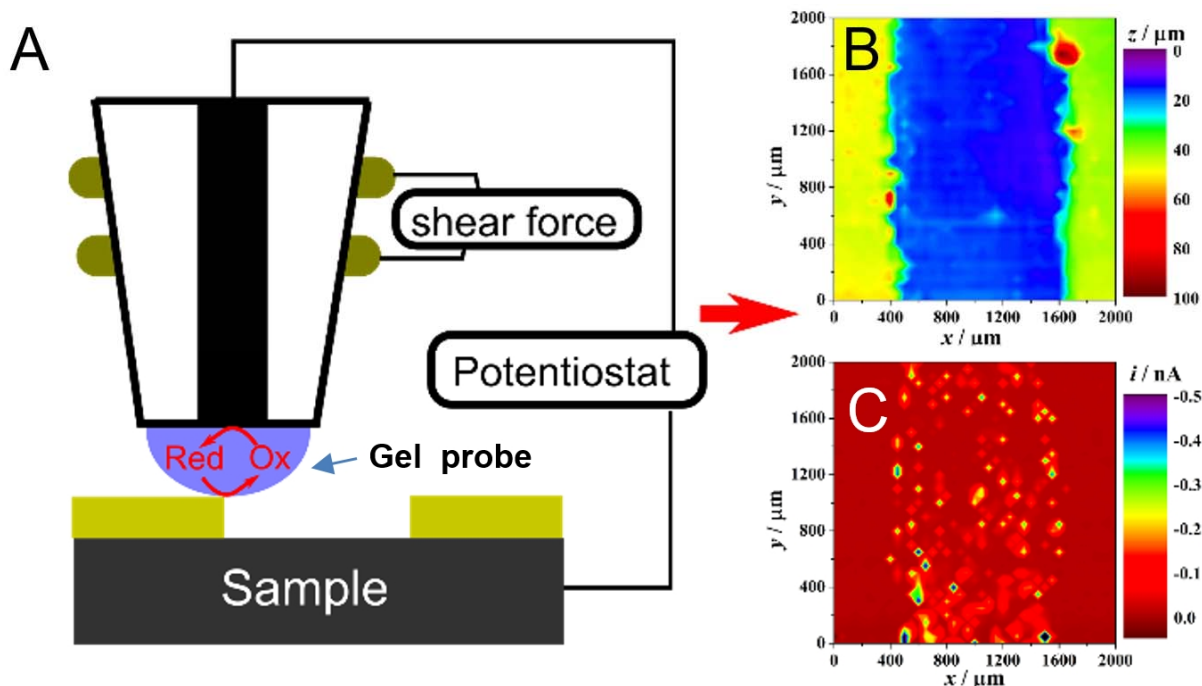 A
shear force
Potentiostat
Red Ox
Gel probe
Sample
B
2000
1600
1200
800
400
0
y / μm
0 400 800 1200 1600 2000
x / μm
z / μm
0
20
40
60
80
100
C
2000
1600
1200
800
400
0
y / μm
0 400 800 1200 1600 2000
x / μm
i / nA
-0.5
-0.4
-0.3
-0.2
-0.1
0.0